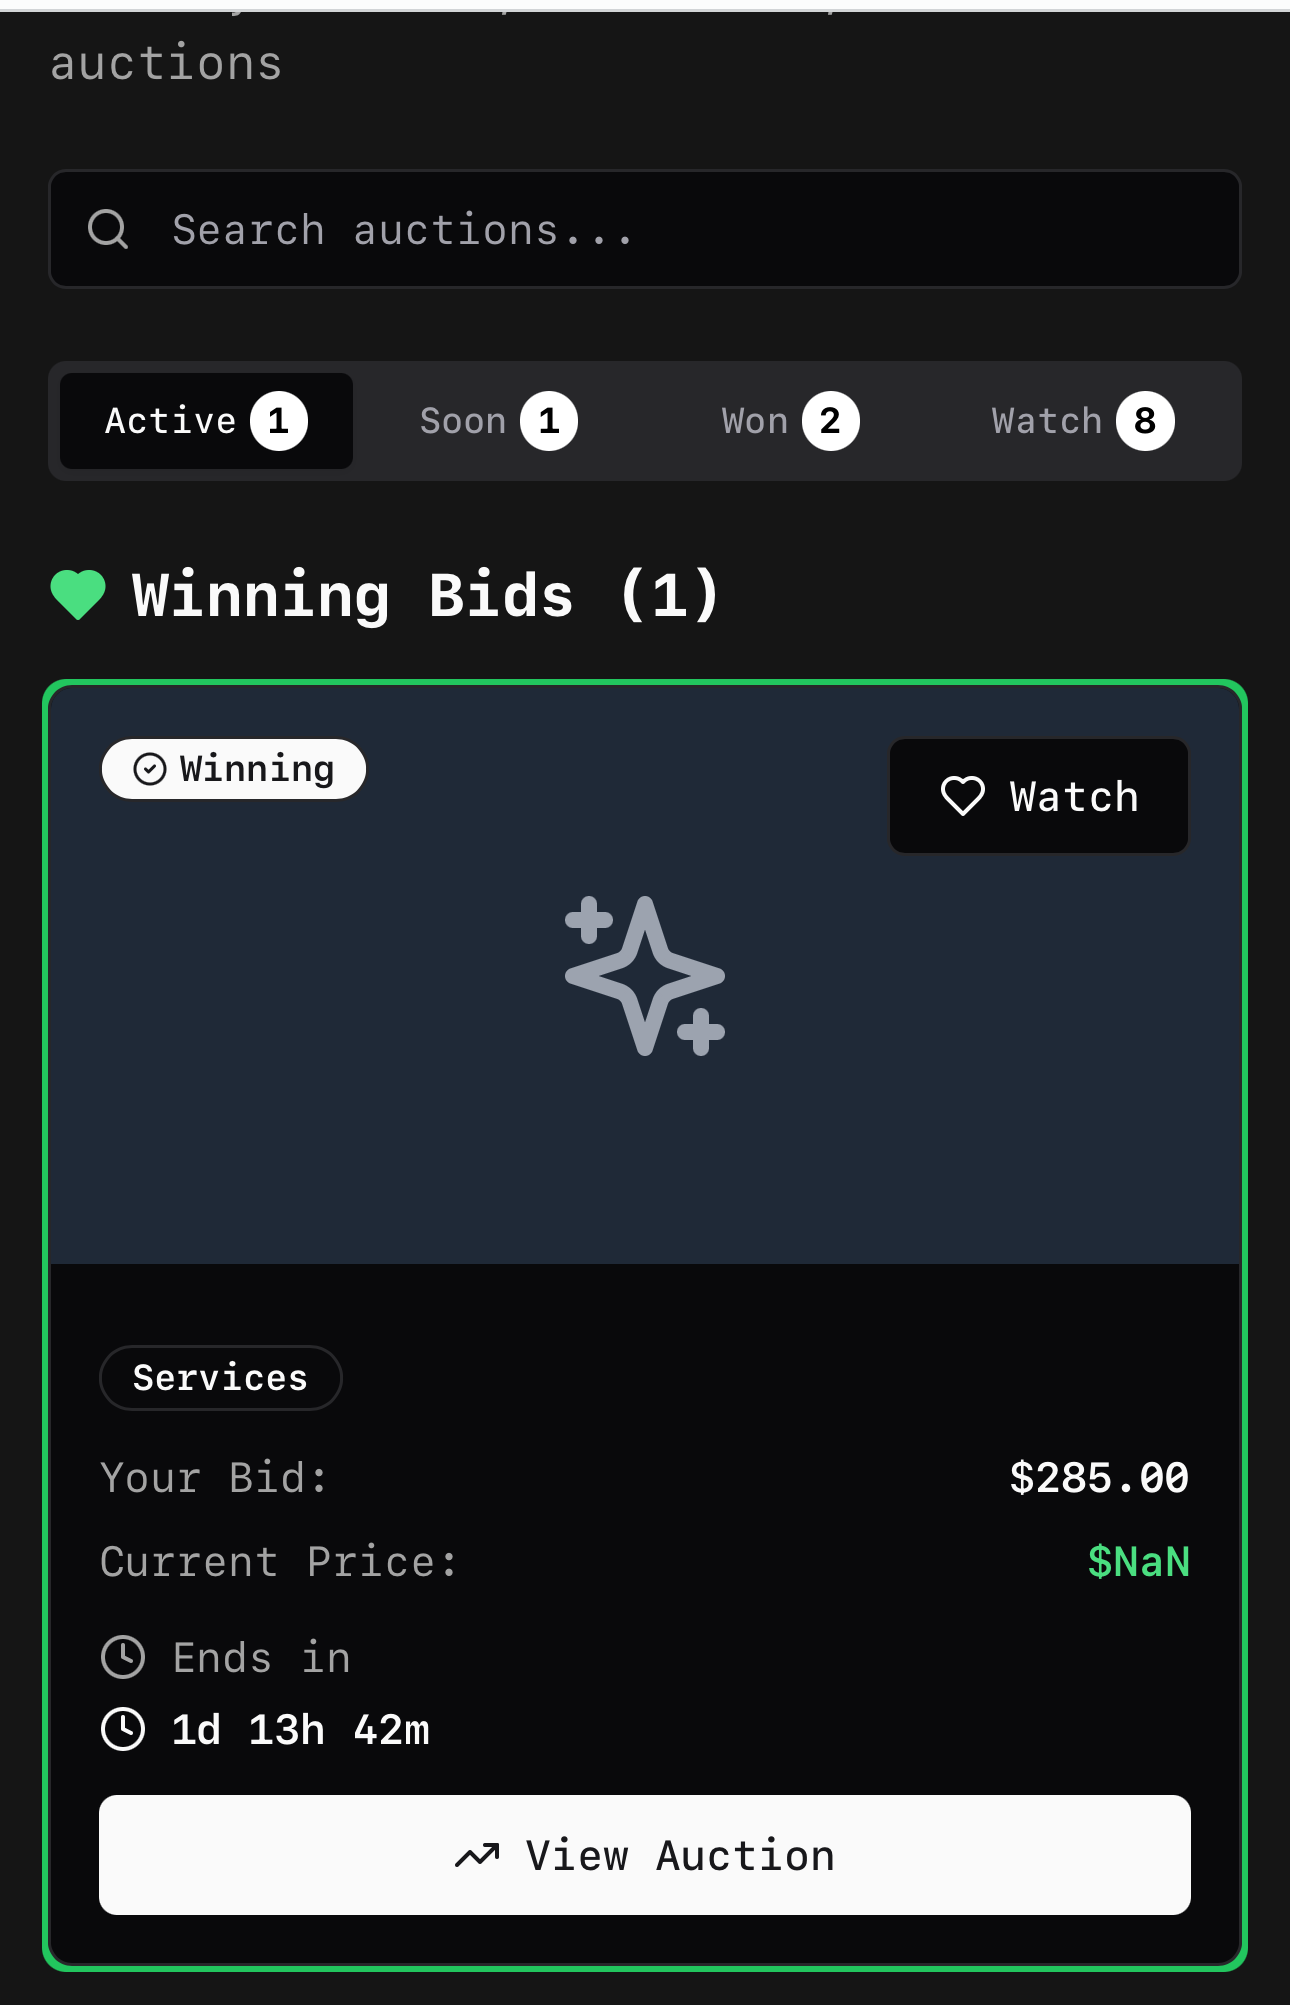 auctions
Search auctions...
Active 1 Soon 1 Won 2 Watch 8
Winning Bids (1)
Winning
Watch
Services
Your Bid: $285.00
Current Price: $NaN
Ends in
1d 13h 42m
View Auction